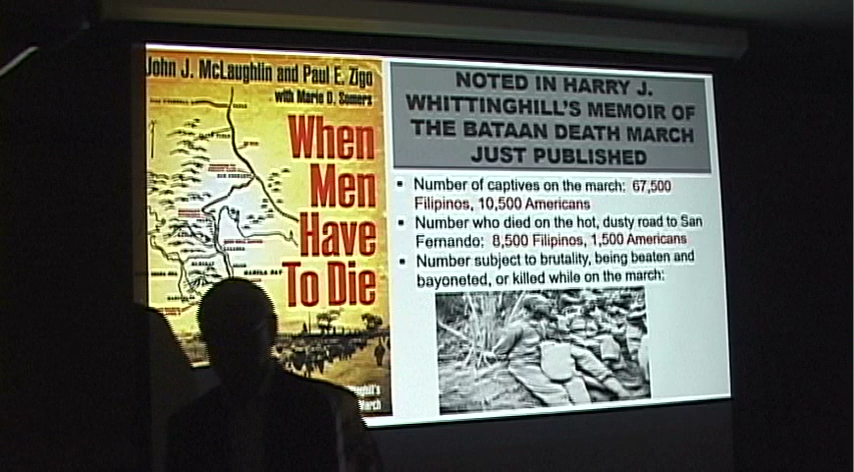 John J. McLaughlin and Paul E. Zigo
with Marie D. Somers
When
Men
Have
To Die
MANILA BAY
March
NOTED IN HARRY J.
WHITTINGHILL'S MEMOIR OF
THE BATAAN DEATH MARCH
JUST PUBLISHED
▪ Number of captives on the march: 67,500
Filipinos, 10,500 Americans
▪ Number who died on the hot, dusty road to San
Fernando: 8,500 Filipinos, 1,500 Americans
▪ Number subject to brutality, being beaten and
bayoneted, or killed while on the march: